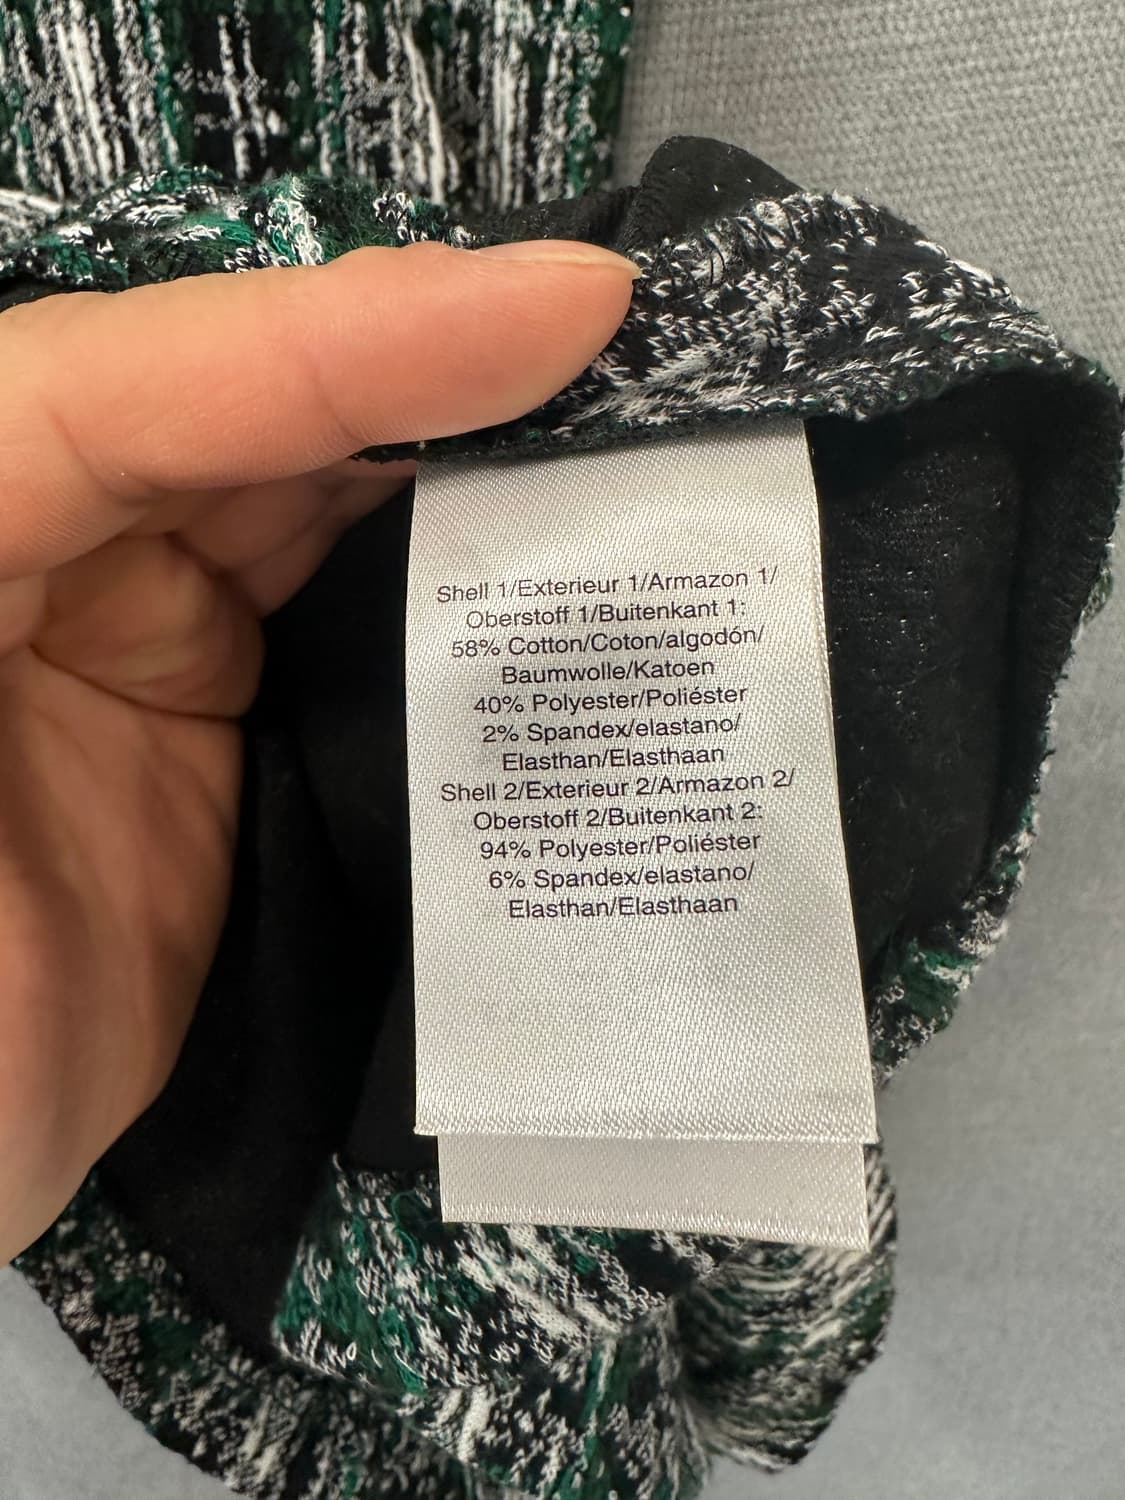 Shell 1/Exterieur 1/Armazon 1/
Oberstoff 1/Buitenkant 1:
58% Cotton/Coton/algodón/
Baumwolle/Katoen
40% Polyester/Poliéster
2% Spandex/elastano/
Elasthan/Elasthaan
Shell 2/Exterieur 2/Armazon 2/
Oberstoff 2/Buitenkant 2:
94% Polyester/Poliéster
6% Spandex/elastano/
Elasthan/Elasthaan